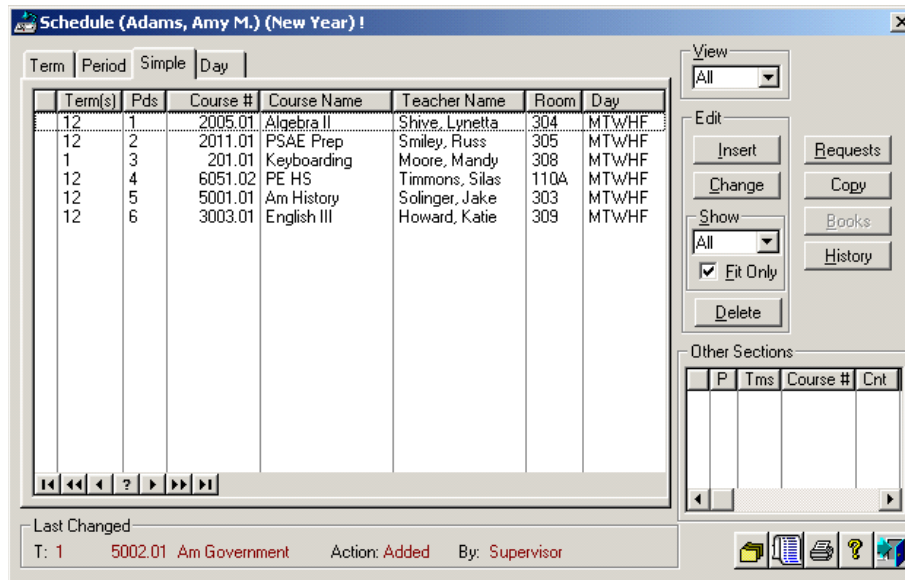 Schedule (Adams, Amy M.) (New Year) !
Term Period Simple Day
Term(s) Pds Course # Course Name Teacher Name Room Day
12 1 2005.01 Algebra II Shive, Lynetta 304 MTWHF
12 2 2011.01 PSAE Prep Smiley, Russ 305 MTWHF
1 3 201.01 Keyboarding Moore, Mandy 308 MTWHF
12 4 6051.02 PE HS Timmons, Silas 110A MTWHF
12 5 5001.01 Am History Solinger, Jake 303 MTWHF
12 6 3003.01 English III Howard, Katie 309 MTWHF
View
All
Edit
Insert
Change
Show
All
Fit Only
Delete
Requests
Copy
Books
History
Other Sections
P Tms Course # Cnt
?
Last Changed
T: 1 5002.01 Am Government Action: Added By: Supervisor
?